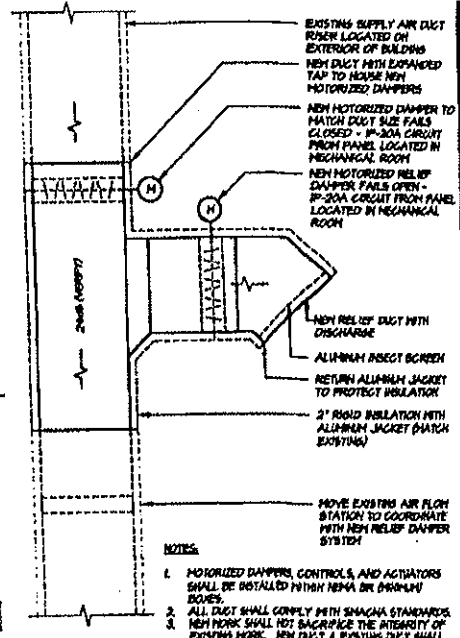 EXISTING SUPPLY AIR DUCT
RISER LOCATED ON
EXTERIOR OF BUILDING
NEW DUCT WITH EXPANDED
TAP TO HOUSE NEW
MOTORIZED DAMPERS
NEW MOTORIZED DAMPER TO
MATCH DUCT SIZE FAILS
CLOSED - 1P-20A CIRCUIT
FROM PANEL LOCATED IN
MECHANICAL ROOM
M
NEW MOTORIZED RELIEF
DAMPER FAILS OPEN -
1P-20A CIRCUIT FROM PANEL
LOCATED IN MECHANICAL
ROOM
M
(VERIFY)
NEW RELIEF DUCT WITH
DISCHARGE
ALUMINUM INSECT SCREEN
RETURN ALUMINUM JACKET
TO PROTECT INSULATION
2" RIGID INSULATION WITH
ALUMINUM JACKET (MATCH
EXISTING)
MOVE EXISTING AIR FLOW
STATION TO COORDINATE
WITH NEW RELIEF DAMPER
SYSTEM
NOTES:
1. MOTORIZED DAMPERS, CONTROLS, AND ACTUATORS
SHALL BE INSTALLED WITHIN NEMA 3R (MINIMUM)
BOXES.
2. ALL DUCT SHALL COMPLY WITH SMACNA STANDARDS.
3. NEW WORK SHALL NOT SACRIFICE THE INTEGRITY OF
EXISTING WORK. NEW DUCT & EXISTING DUCT SHALL